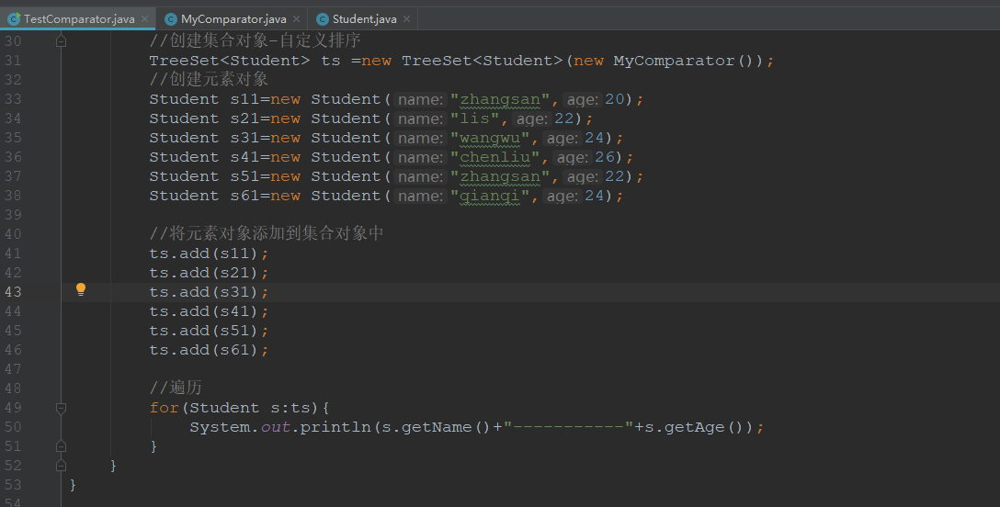 TestComparator.java × MyComparator.java × Student.java ×
30 //创建集合对象-自定义排序
31 TreeSet<Student> ts =new TreeSet<Student>(new MyComparator());
32 //创建元素对象
33 Student s11=new Student( name: "zhangsan", age: 20);
34 Student s21=new Student( name: "lis", age: 22);
35 Student s31=new Student( name: "wangwu", age: 24);
36 Student s41=new Student( name: "chenliu", age: 26);
37 Student s51=new Student( name: "zhangsan", age: 22);
38 Student s61=new Student( name: "qianqi", age: 24);
39
40 //将元素对象添加到集合对象中
41 ts.add(s11);
42 ts.add(s21);
43 ts.add(s31);
44 ts.add(s41);
45 ts.add(s51);
46 ts.add(s61);
47
48 //遍历
49 for(Student s:ts){
50 System.out.println(s.getName()+"-----------"+s.getAge());
51 }
52 }
53 }
54